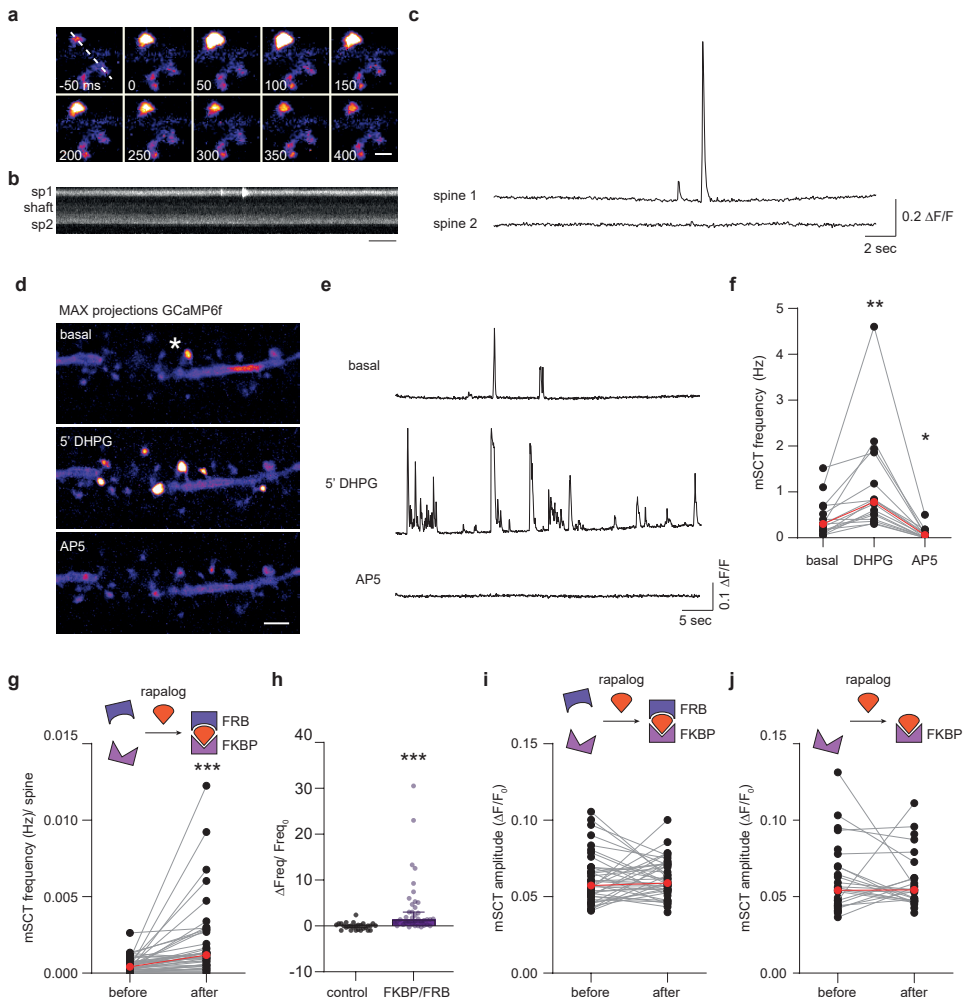 a
-50 ms
0
50
100
150
200
250
300
350
400
b
sp1
shaft
sp2
c
spine 1
spine 2
0.2 ΔF/F
2 sec
d
MAX projections GCaMP6f
basal
*
5' DHPG
AP5
e
basal
5' DHPG
AP5
0.1 ΔF/F
5 sec
f
mSCT frequency (Hz)
5
4
3
2
1
0
**
*
basal
DHPG
AP5
g
rapalog
FRB
FKBP
***
mSCT frequency (Hz)/ spine
0.015
0.010
0.005
0.000
before
after
h
ΔFreq/ Freq₀
40
30
20
10
0
-10
***
control
FKBP/FRB
i
rapalog
FRB
FKBP
mSCT amplitude (ΔF/F₀)
0.15
0.10
0.05
0.00
before
after
j
rapalog
FKBP
mSCT amplitude (ΔF/F₀)
0.15
0.10
0.05
0.00
before
after